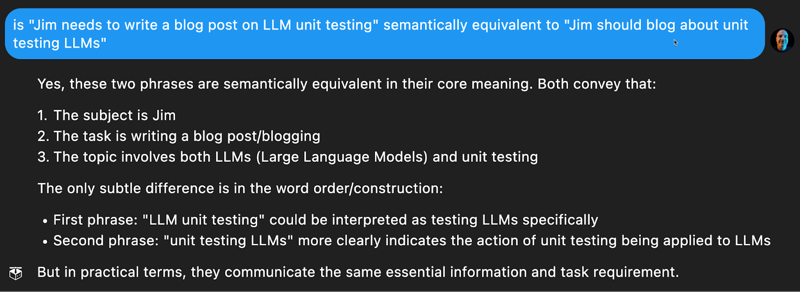 is "Jim needs to write a blog post on LLM unit testing" semantically equivalent to "Jim should blog about unit
testing LLMs"
Yes, these two phrases are semantically equivalent in their core meaning. Both convey that:
1. The subject is Jim
2. The task is writing a blog post/blogging
3. The topic involves both LLMs (Large Language Models) and unit testing
The only subtle difference is in the word order/construction:
• First phrase: "LLM unit testing" could be interpreted as testing LLMs specifically
• Second phrase: "unit testing LLMs" more clearly indicates the action of unit testing being applied to LLMs
But in practical terms, they communicate the same essential information and task requirement.